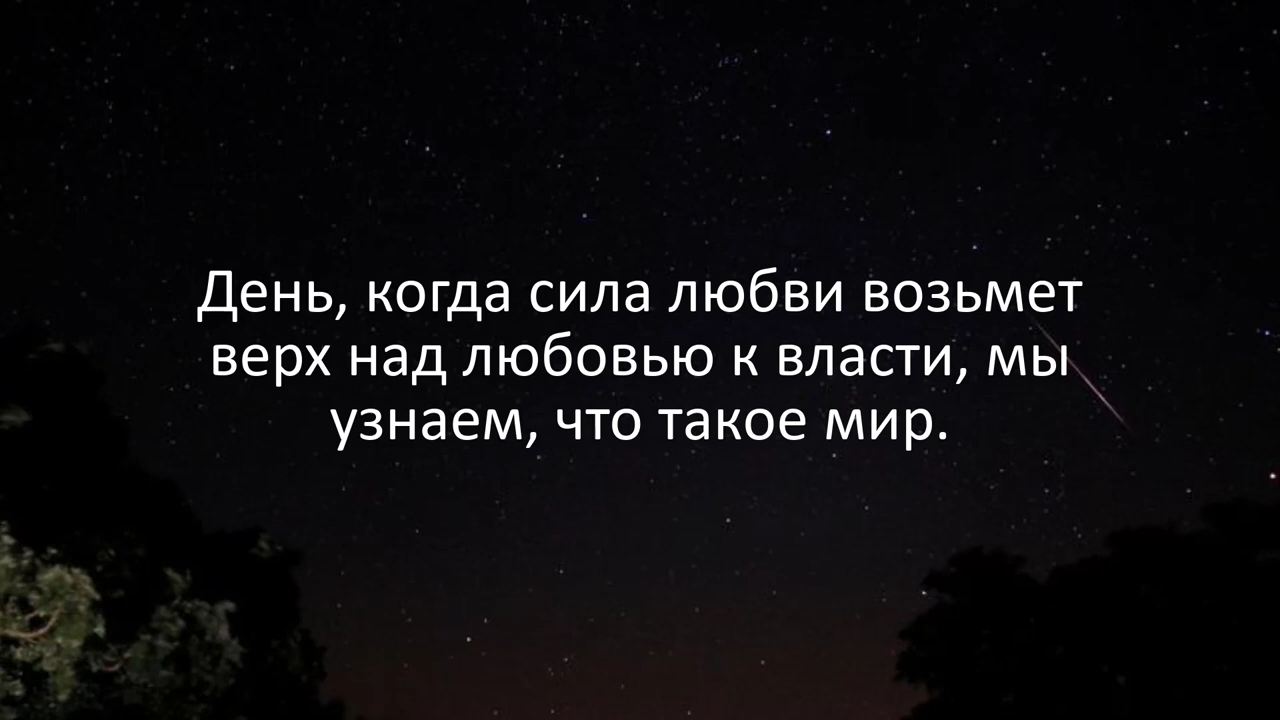 День, когда сила любви возьмет
верх над любовью к власти, мы
узнаем, что такое мир.